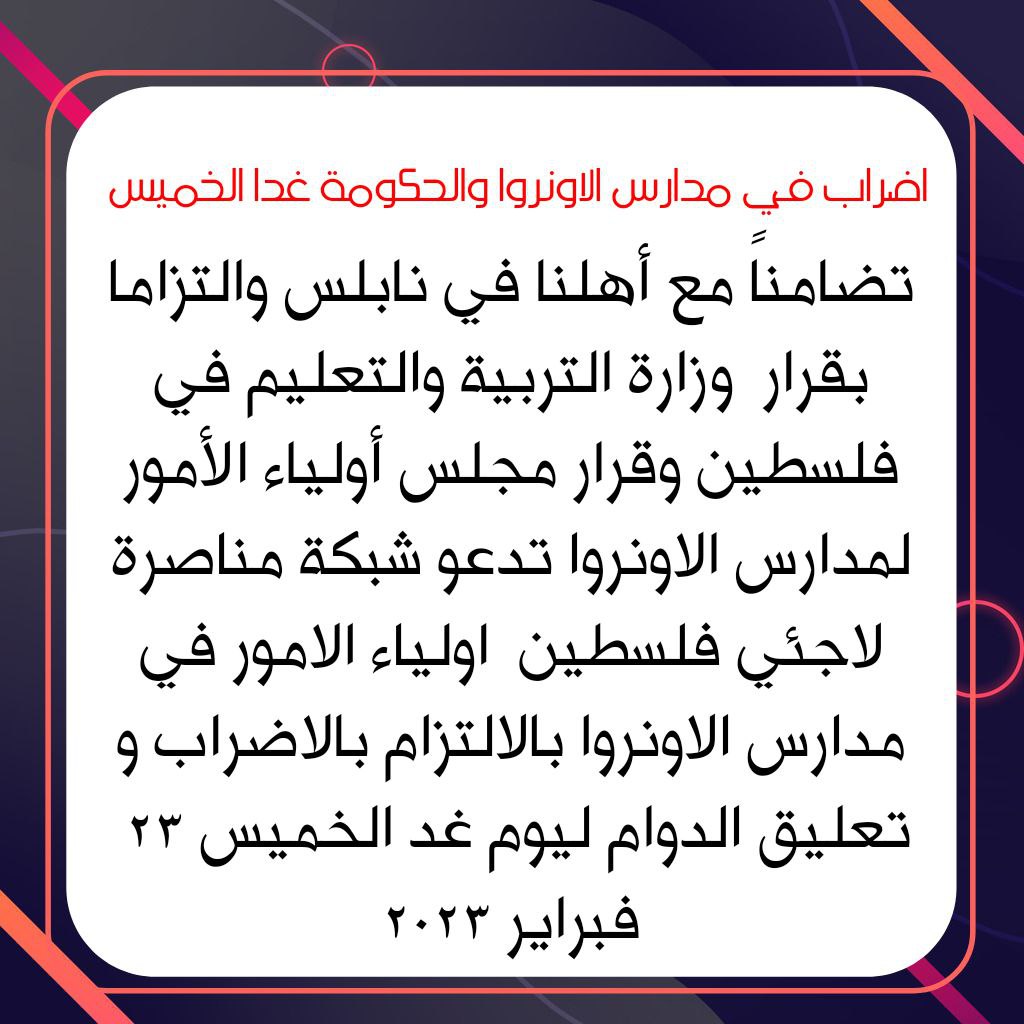 اضراب في مدارس الاونروا والحكومة غدا الخميس
تضامناً مع أهلنا في نابلس والتزاما
بقرار وزارة التربية والتعليم في
فلسطين وقرار مجلس أولياء الأمور
لمدارس الاونروا تدعو شبكة مناصرة
لاجئي فلسطين اولياء الامور في
مدارس الاونروا بالالتزام بالاضراب و
تعليق الدوام ليوم غد الخميس ٢٣
فبراير ٢٠٢٣